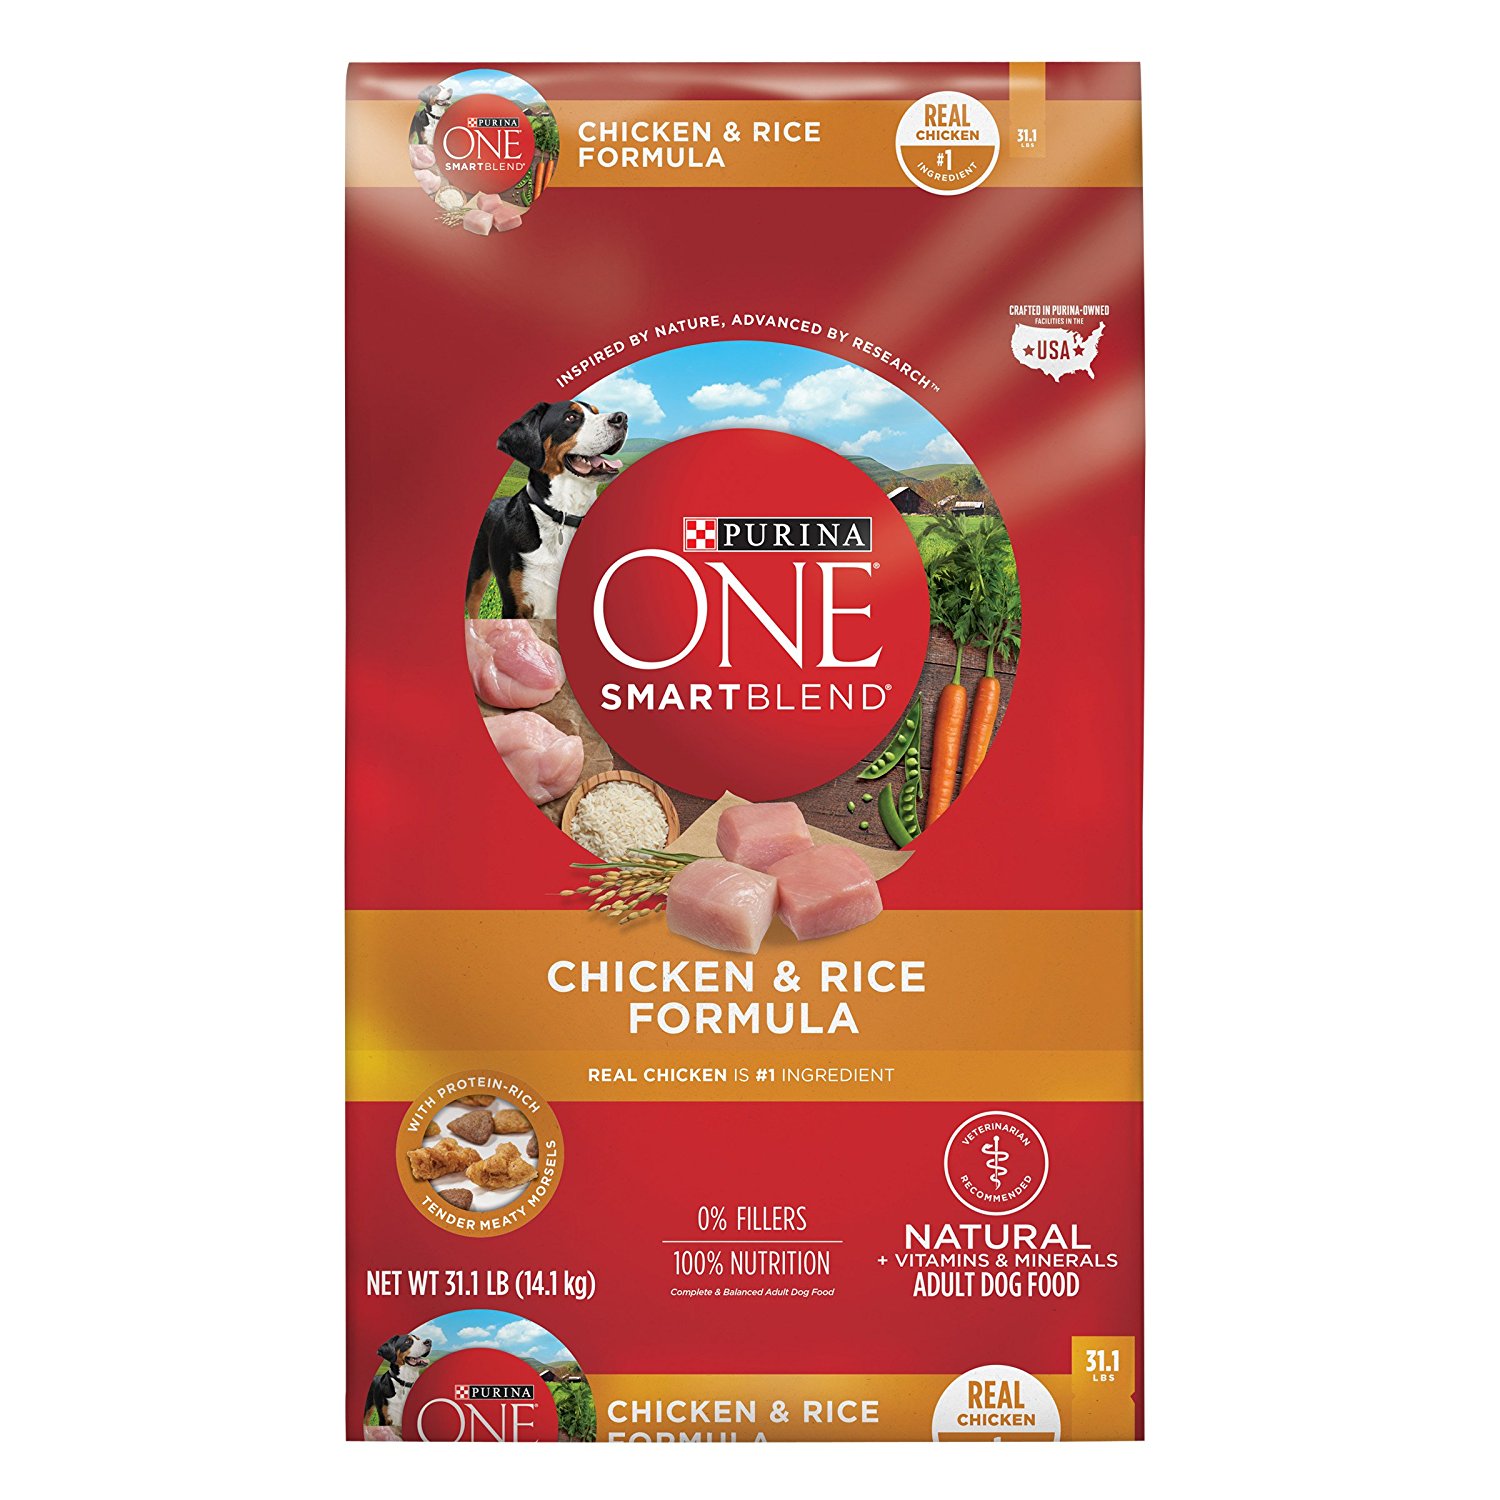 PURINA
ONE
SMARTBLEND®
CHICKEN & RICE
FORMULA
REAL
CHICKEN
#1
INGREDIENT
31.1
LBS
INSPIRED BY NATURE, ADVANCED BY RESEARCH™
CRAFTED IN PURINA-OWNED
FACILITIES IN THE
USA
PURINA
ONE®
SMARTBLEND®
CHICKEN & RICE
FORMULA
REAL CHICKEN IS #1 INGREDIENT
WITH PROTEIN-RICH
TENDER MEATY MORSELS
VETERINARIAN
RECOMMENDED
0% FILLERS
100% NUTRITION
Complete & Balanced Adult Dog Food
NATURAL
+ VITAMINS & MINERALS
ADULT DOG FOOD
NET WT 31.1 LB (14.1 kg)
PURINA
ONE
CHICKEN & RICE
FORMULA
REAL
CHICKEN
31.1
LBS